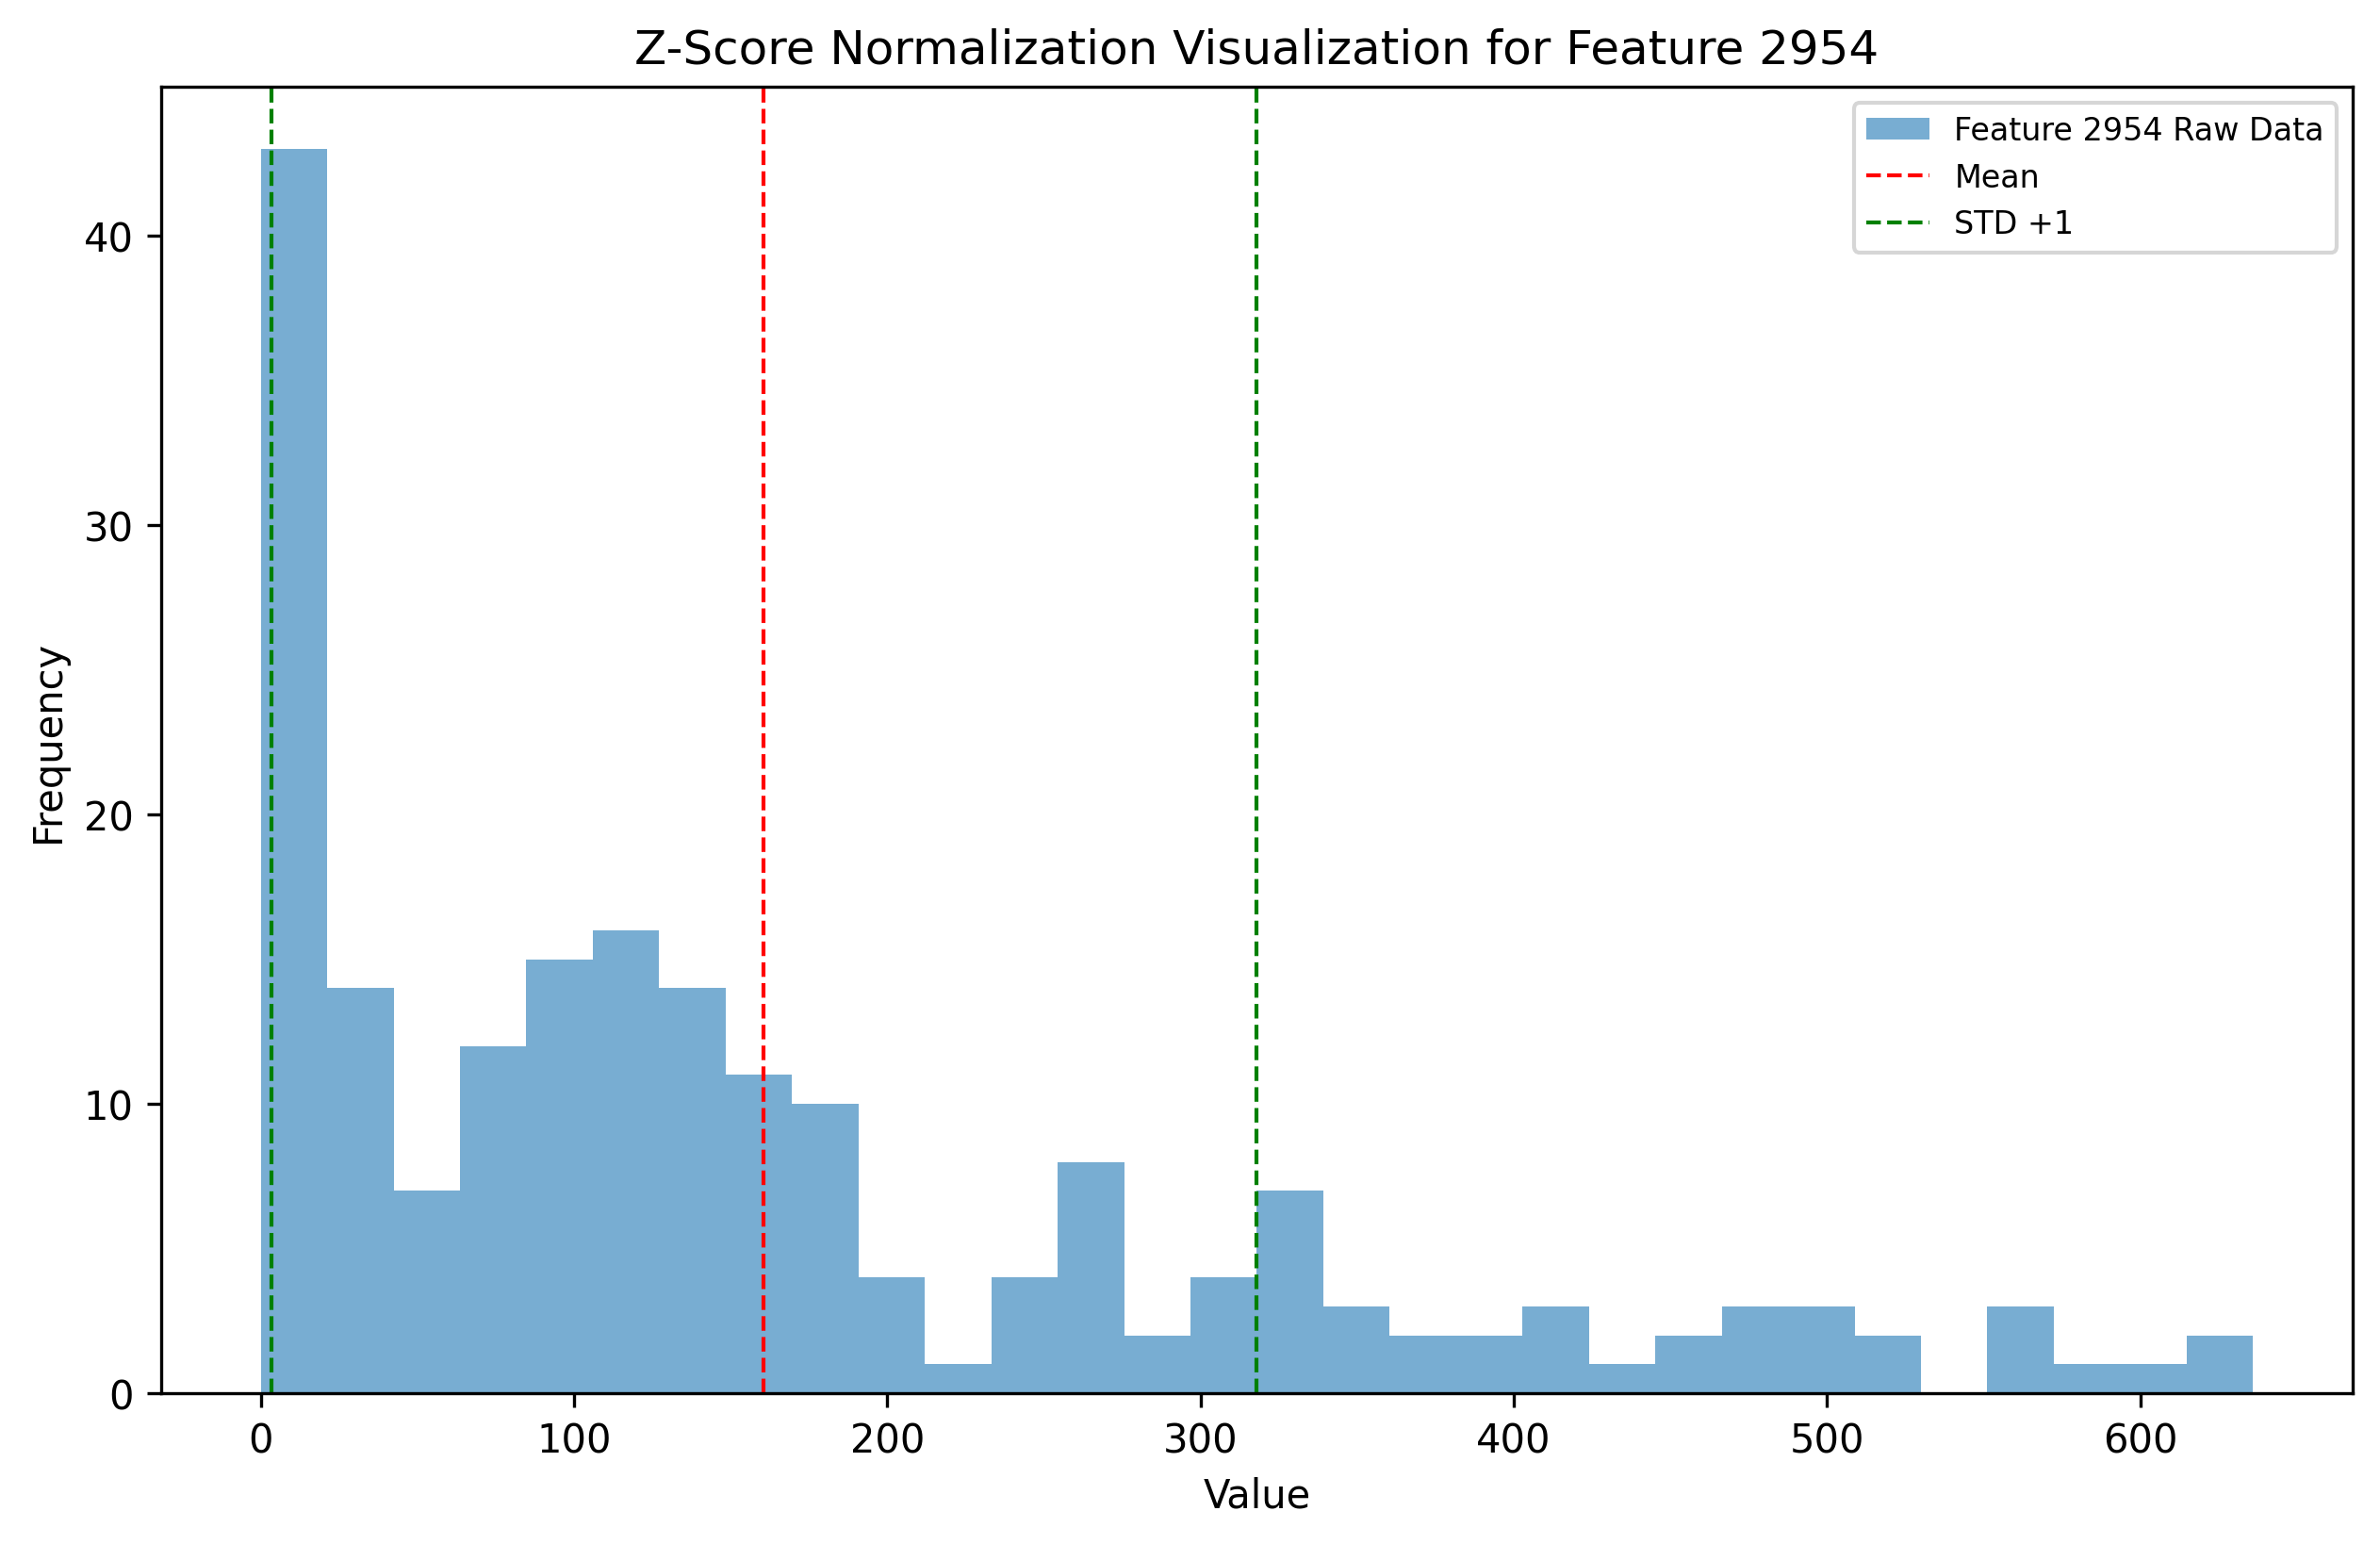 Z-Score Normalization Visualization for Feature 2954
Feature 2954 Raw Data
Mean
STD +1
Frequency
40
30
20
10
0
0 100 200 300 400 500 600
Value